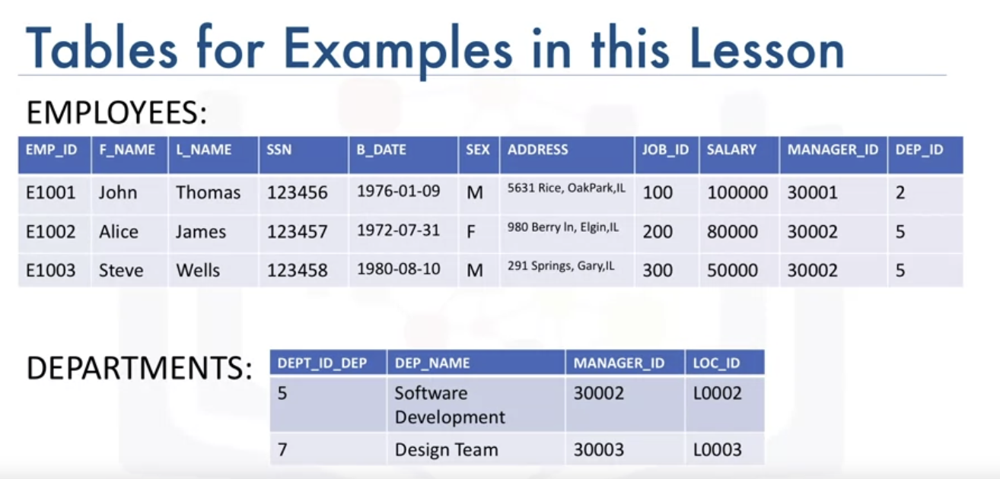 Tables for Examples in this Lesson
EMPLOYEES:
EMP_ID F_NAME L_NAME SSN B_DATE SEX ADDRESS JOB_ID SALARY MANAGER_ID DEP_ID
E1001 John Thomas 123456 1976-01-09 M 5631 Rice, OakPark,IL 100 100000 30001 2
E1002 Alice James 123457 1972-07-31 F 980 Berry ln, Elgin,IL 200 80000 30002 5
E1003 Steve Wells 123458 1980-08-10 M 291 Springs, Gary,IL 300 50000 30002 5
DEPARTMENTS:
DEPT_ID_DEP DEP_NAME MANAGER_ID LOC_ID
5 Software 30002 L0002
Development
7 Design Team 30003 L0003